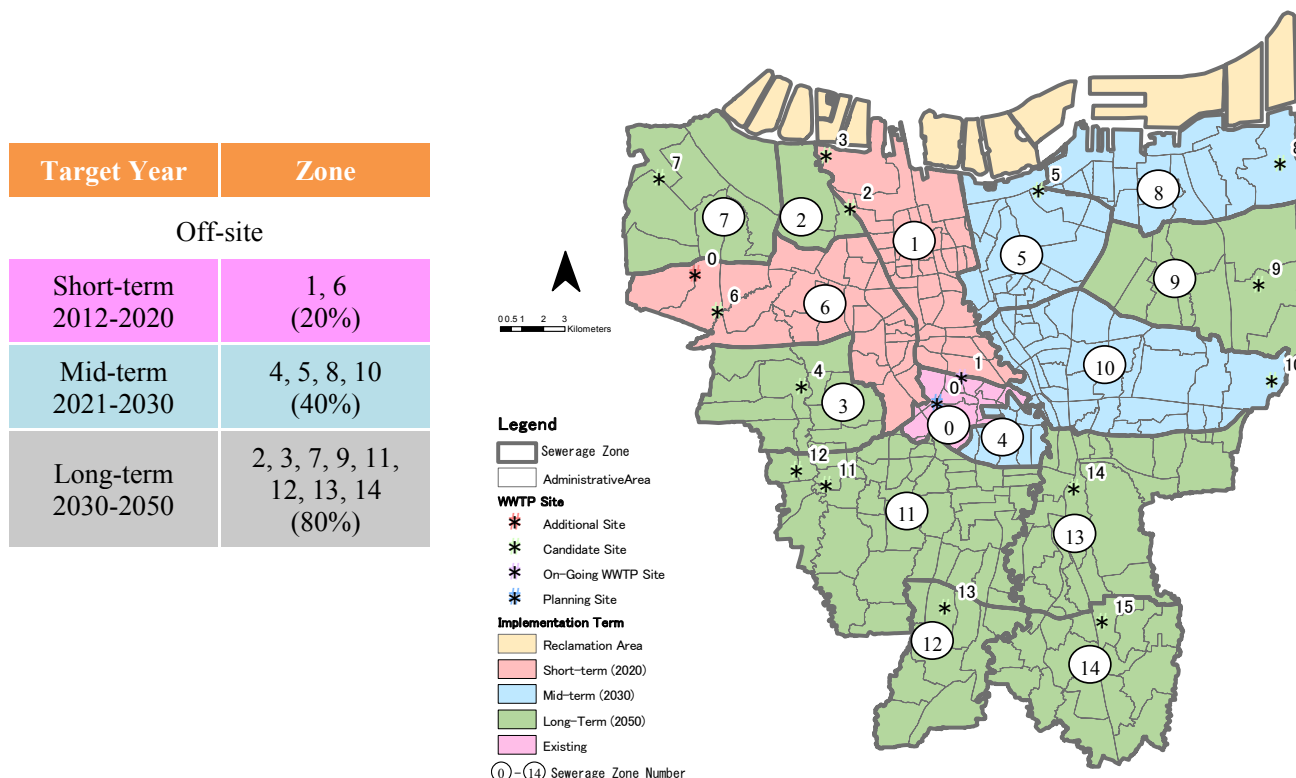 Target Year Zone
Off-site
Short-term 1, 6
2012-2020 (20%)
Mid-term 4, 5, 8, 10
2021-2030 (40%)
Long-term 2, 3, 7, 9, 11,
2030-2050 12, 13, 14
(80%)
3
8
7
5
2
8
7
2
1
0
5
9
9
6
6
0 0.5 1 2 3
Kilometers
10
1
10
4
0
3
0
4
12
11
14
11
13
13
15
12
14
Legend
Sewerage Zone
AdministrativeArea
WWTP Site
Additional Site
Candidate Site
On-Going WWTP Site
Planning Site
Implementation Term
Reclamation Area
Short-term (2020)
Mid-term (2030)
Long-Term (2050)
Existing
0 - 14 Sewerage Zone Number